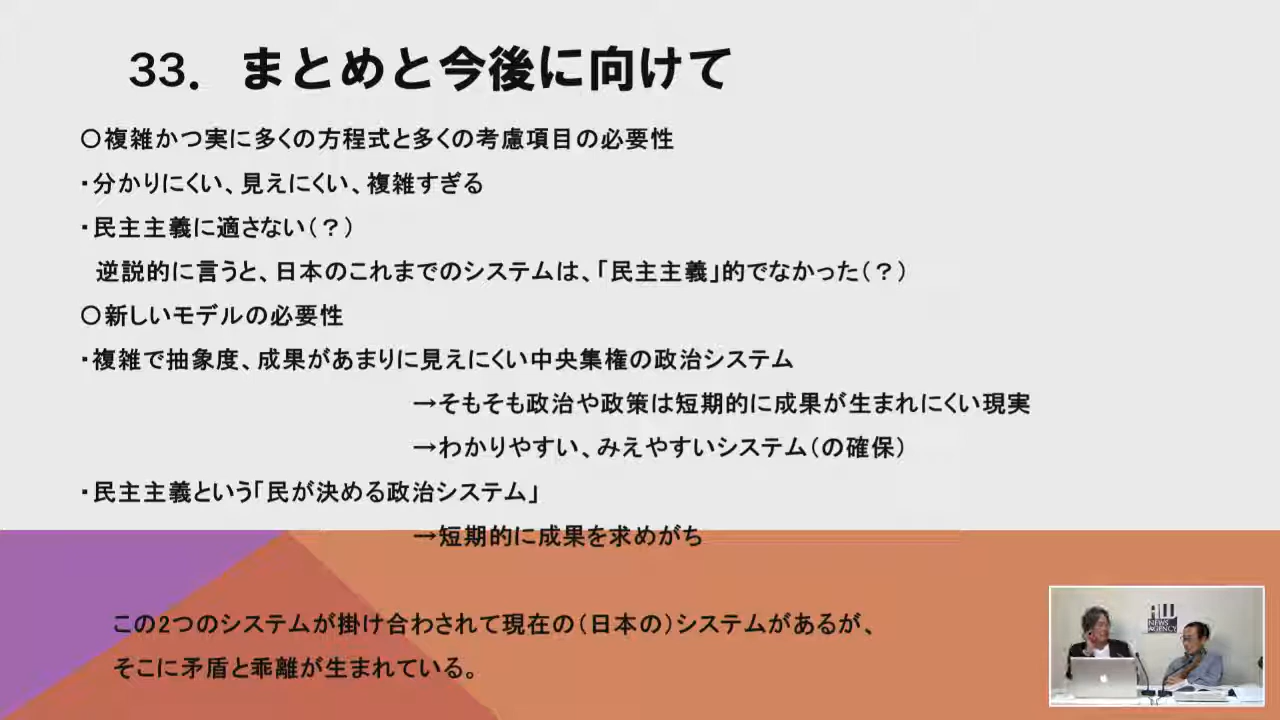 33. まとめと今後に向けて
〇複雑かつ実に多くの方程式と多くの考慮項目の必要性
・分かりにくい、見えにくい、複雑すぎる
・民主主義に適さない(?)
逆説的に言うと、日本のこれまでのシステムは、「民主主義」的でなかった(?)
〇新しいモデルの必要性
・複雑で抽象度、成果があまりに見えにくい中央集権の政治システム
→そもそも政治や政策は短期的に成果が生まれにくい現実
→わかりやすい、みえやすいシステム(の確保)
・民主主義という「民が決める政治システム」
→短期的に成果を求めがち
この2つのシステムが掛け合わされて現在の(日本の)システムがあるが、
そこに矛盾と乖離が生まれている。
NEWS
AGENCY